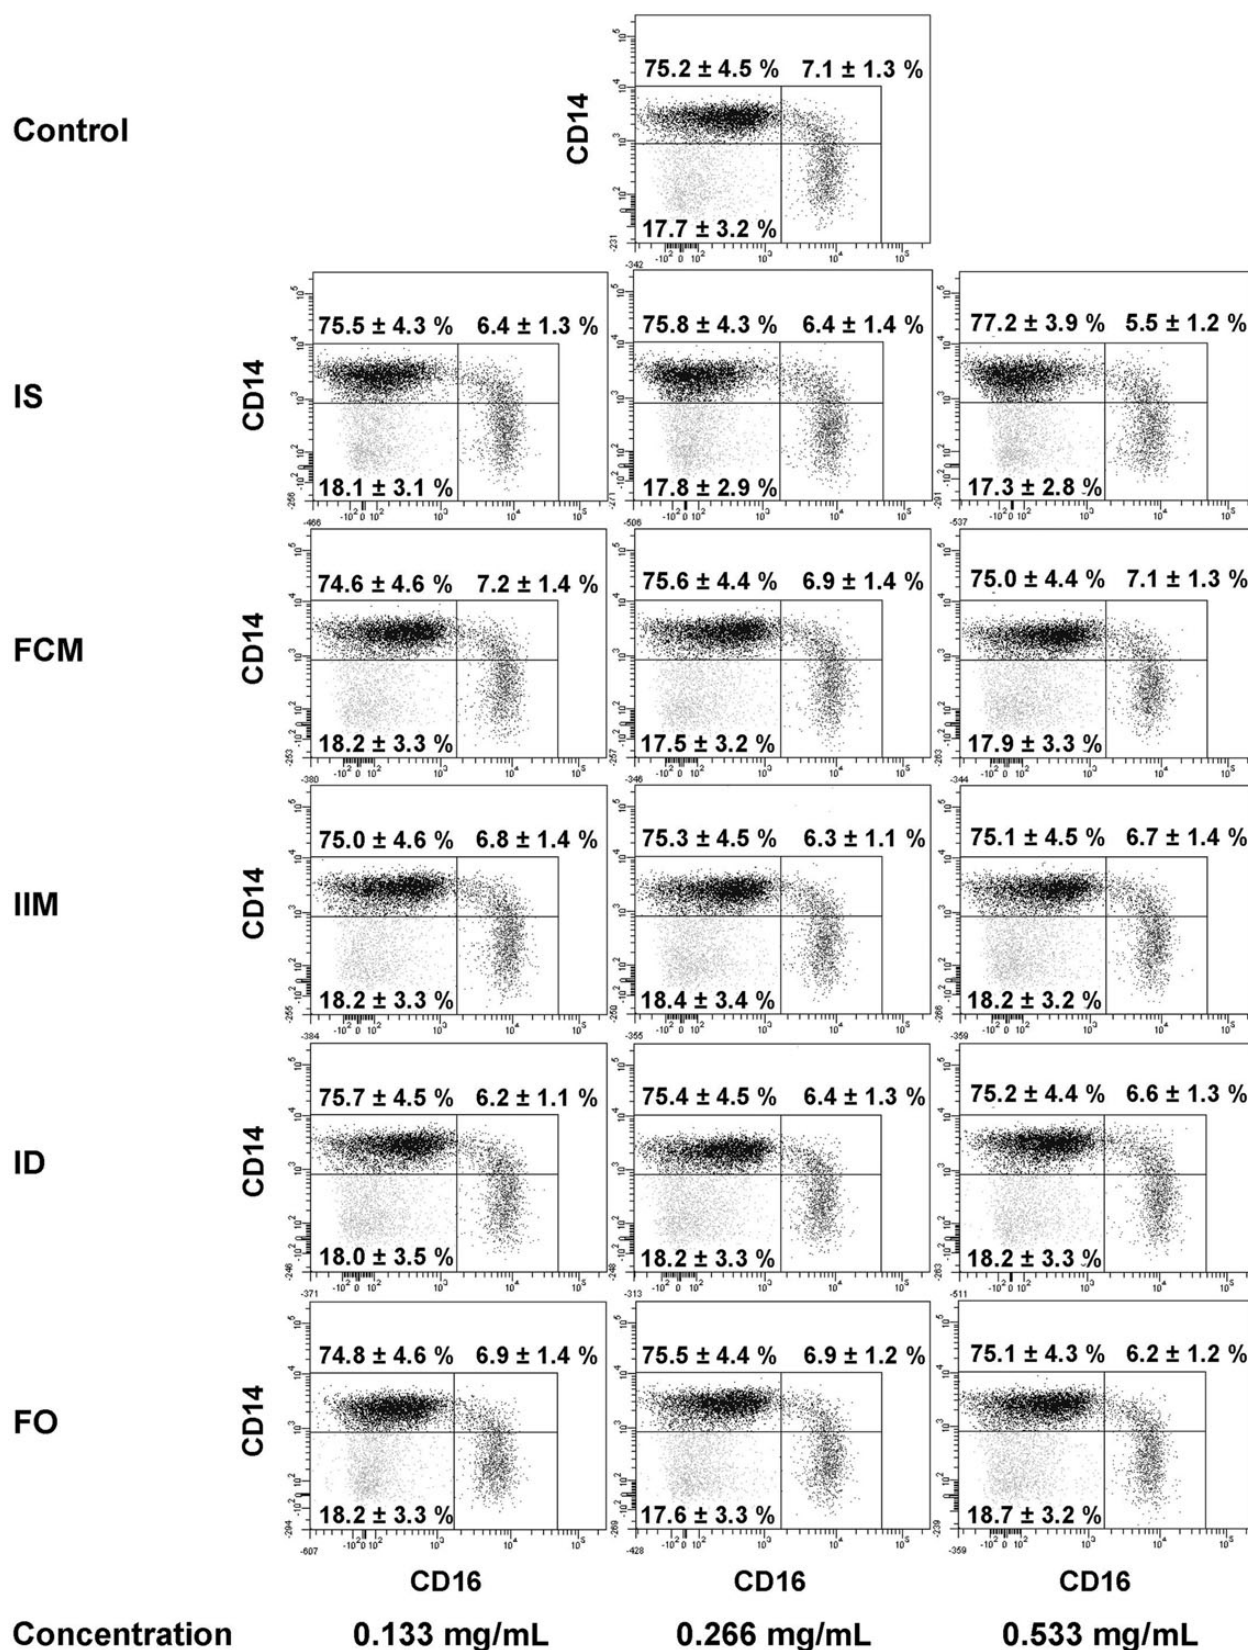 75.2 ± 4.5 % 7.1 ± 1.3 %
Control
CD14
17.7 ± 3.2 %
75.5 ± 4.3 % 6.4 ± 1.3 % 75.8 ± 4.3 % 6.4 ± 1.4 % 77.2 ± 3.9 % 5.5 ± 1.2 %
IS
CD14
18.1 ± 3.1 % 17.8 ± 2.9 % 17.3 ± 2.8 %
74.6 ± 4.6 % 7.2 ± 1.4 % 75.6 ± 4.4 % 6.9 ± 1.4 % 75.0 ± 4.4 % 7.1 ± 1.3 %
FCM
CD14
18.2 ± 3.3 % 17.5 ± 3.2 % 17.9 ± 3.3 %
75.0 ± 4.6 % 6.8 ± 1.4 % 75.3 ± 4.5 % 6.3 ± 1.1 % 75.1 ± 4.5 % 6.7 ± 1.4 %
IIM
CD14
18.2 ± 3.3 % 18.4 ± 3.4 % 18.2 ± 3.2 %
75.7 ± 4.5 % 6.2 ± 1.1 % 75.4 ± 4.5 % 6.4 ± 1.3 % 75.2 ± 4.4 % 6.6 ± 1.3 %
ID
CD14
18.0 ± 3.5 % 18.2 ± 3.3 % 18.2 ± 3.3 %
74.8 ± 4.6 % 6.9 ± 1.4 % 75.5 ± 4.4 % 6.9 ± 1.2 % 75.1 ± 4.3 % 6.2 ± 1.2 %
FO
CD14
18.2 ± 3.3 % 17.6 ± 3.3 % 18.7 ± 3.2 %
CD16 CD16 CD16
Concentration 0.133 mg/mL 0.266 mg/mL 0.533 mg/mL